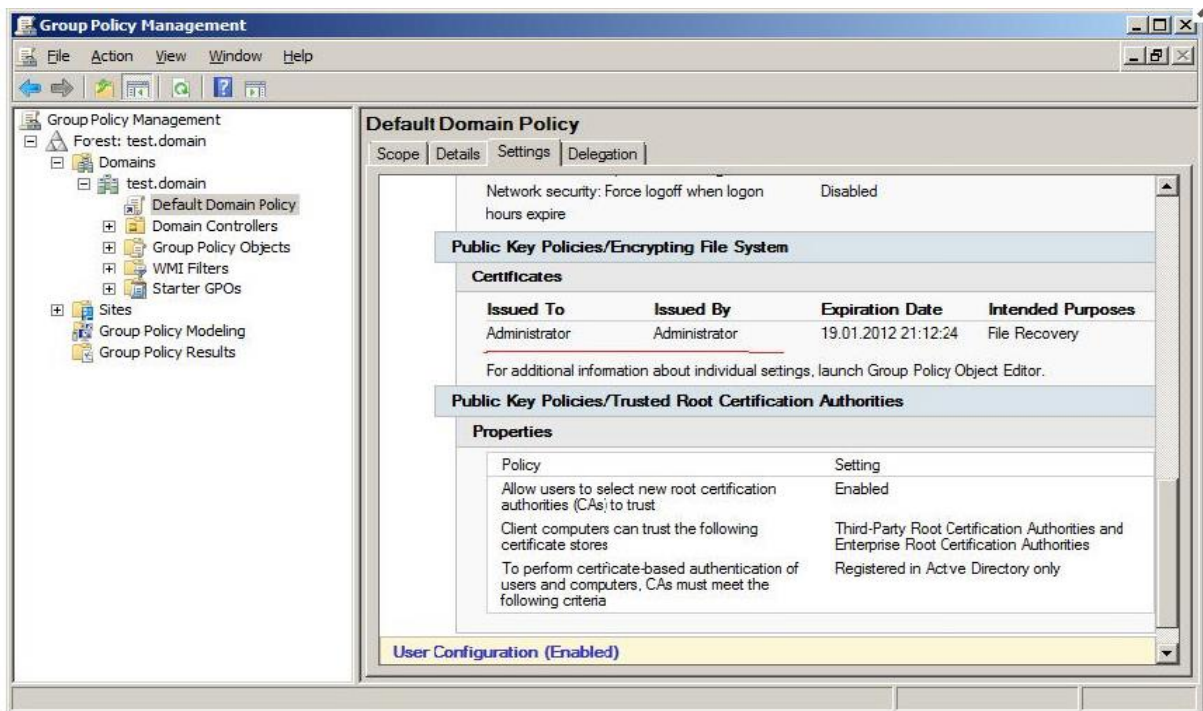 Group Policy Management
File Action View Window Help
Group Policy Management
Forest: test.domain
Domains
test.domain
Default Domain Policy
Domain Controllers
Group Policy Objects
WMI Filters
Starter GPOs
Sites
Group Policy Modeling
Group Policy Results
Default Domain Policy
Scope Details Settings Delegation
Network security: Force logoff when logon Disabled
hours expire
Public Key Policies/Encrypting File System
Certificates
Issued To Issued By Expiration Date Intended Purposes
Administrator Administrator 19.01.2012 21:12:24 File Recovery
For additional information about individual settings, launch Group Policy Object Editor.
Public Key Policies/Trusted Root Certification Authorities
Properties
Policy Setting
Allow users to select new root certification Enabled
authorities (CAs) to trust
Client computers can trust the following Third-Party Root Certification Authorities and
certificate stores Enterprise Root Certification Authorities
To perform certificate-based authentication of Registered in Active Directory only
users and computers, CAs must meet the
following criteria
User Configuration (Enabled)